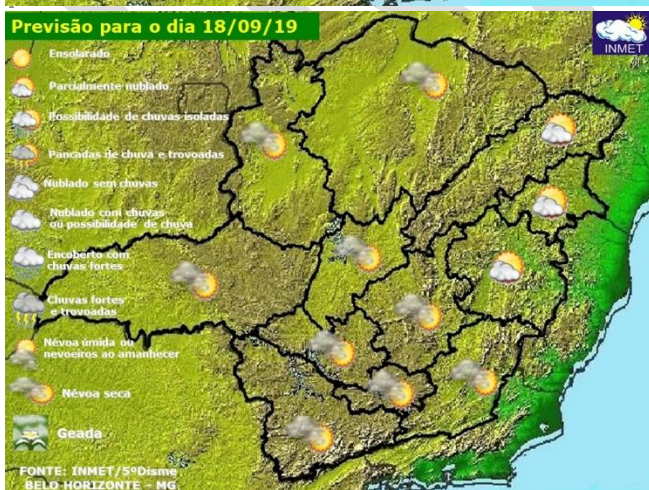 Previsão para o dia 18/09/19
INMET
Ensolarado
Parcialmente nublado
Possibilidade de chuvas isoladas
Pancadas de chuva e trovoadas
Nublado sem chuvas
Nublado com chuvas
ou possibilidade de chuva
Encoberto com
chuvas fortes
Chuvas fortes
e trovoadas
Névoa úmida ou
nevoeiros ao amanhecer
Névoa seca
Geada
FONTE: INMET/5ºDisme
BELO HORIZONTE - MG